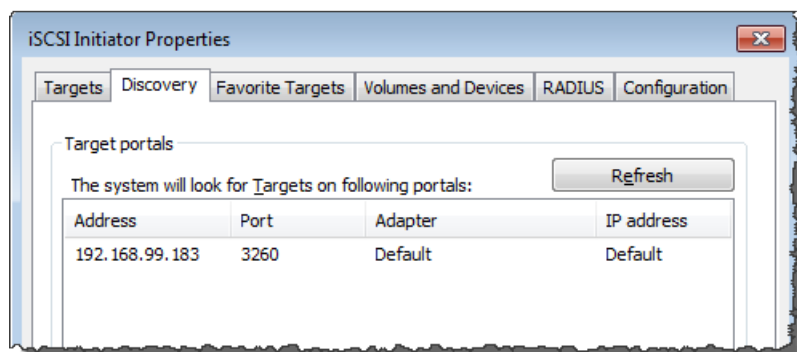 iSCSI Initiator Properties
Targets Discovery Favorite Targets Volumes and Devices RADIUS Configuration
Target portals
The system will look for Targets on following portals: Refresh
Address Port Adapter IP address
192.168.99.183 3260 Default Default